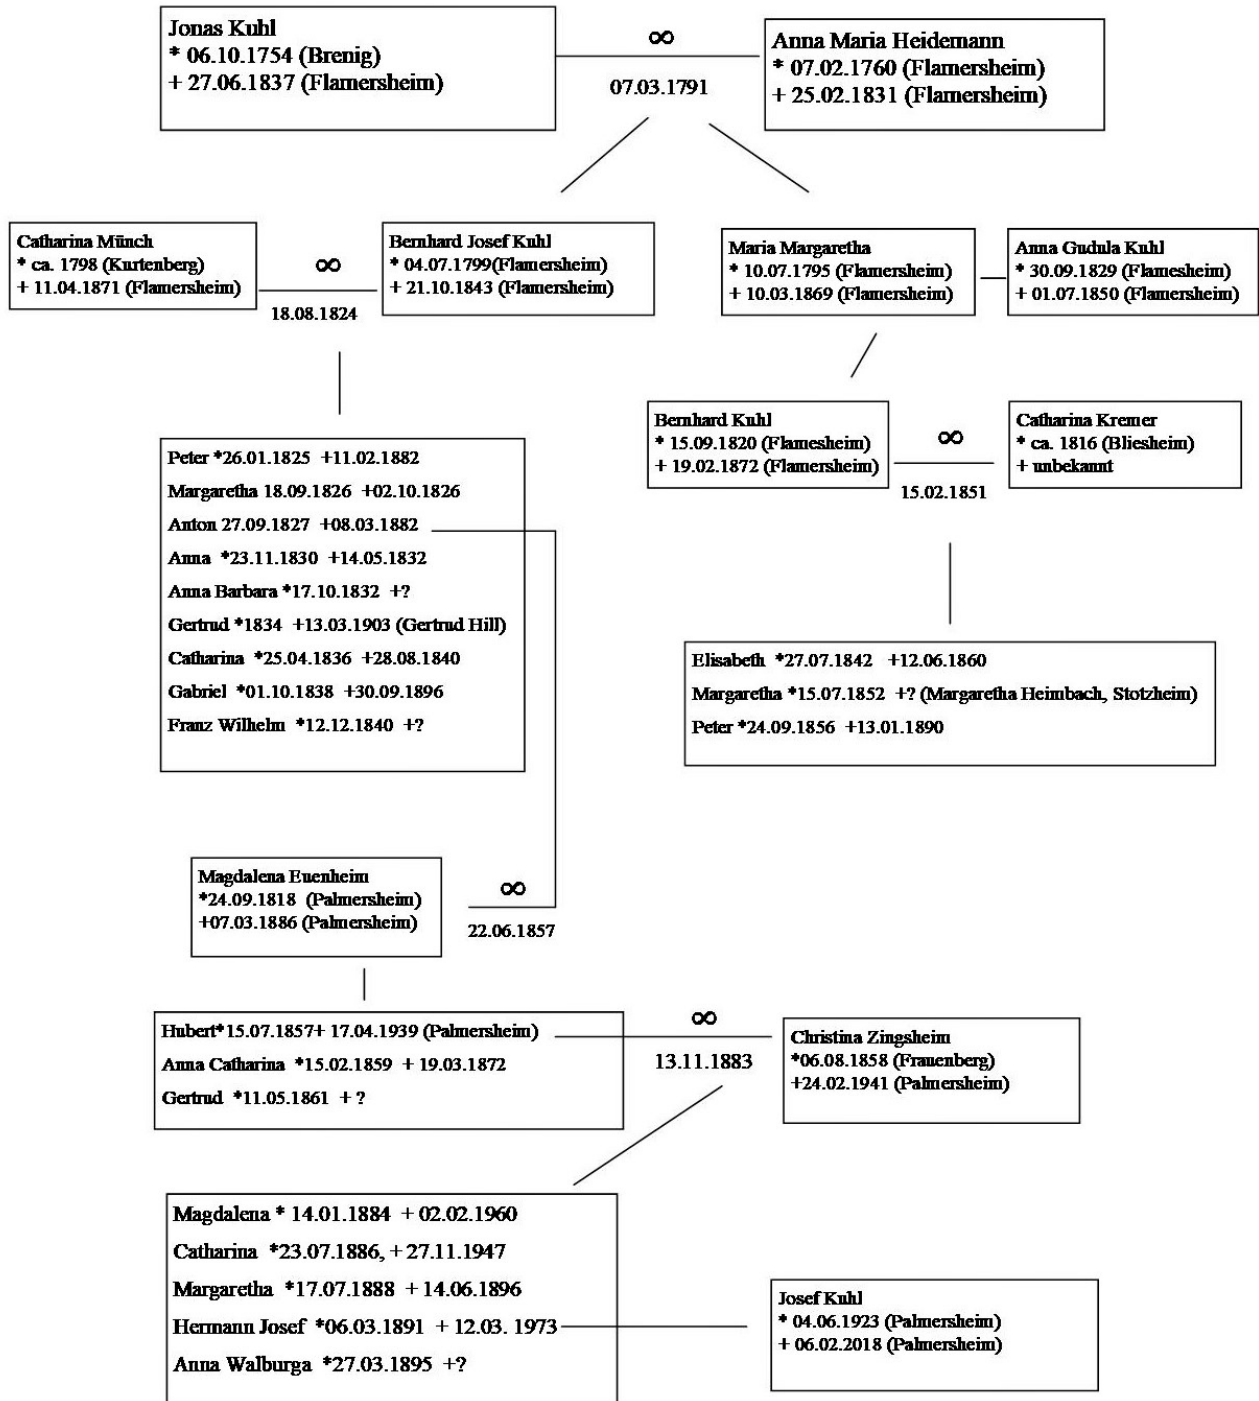 Jonas Kuhl
* 06.10.1754 (Brenig)
+ 27.06.1837 (Flamersheim)
∞
07.03.1791
Anna Maria Heidemann
* 07.02.1760 (Flamersheim)
+ 25.02.1831 (Flamersheim)
Catharina Münch
* ca. 1798 (Kurtenberg)
+ 11.04.1871 (Flamersheim)
∞
18.08.1824
Bernhard Josef Kuhl
* 04.07.1799(Flamersheim)
+ 21.10.1843 (Flamersheim)
Maria Margaretha
* 10.07.1795 (Flamersheim)
+ 10.03.1869 (Flamersheim)
Anna Gudula Kuhl
* 30.09.1829 (Flamesheim)
+ 01.07.1850 (Flamersheim)
Bernhard Kuhl
* 15.09.1820 (Flamesheim)
+ 19.02.1872 (Flamersheim)
∞
15.02.1851
Catharina Kremer
* ca. 1816 (Bliesheim)
+ unbekannt
Peter *26.01.1825 +11.02.1882
Margaretha 18.09.1826 +02.10.1826
Anton 27.09.1827 +08.03.1882
Anna *23.11.1830 +14.05.1832
Anna Barbara *17.10.1832 +?
Gertrud *1834 +13.03.1903 (Gertrud Hill)
Catharina *25.04.1836 +28.08.1840
Gabriel *01.10.1838 +30.09.1896
Franz Wilhelm *12.12.1840 +?
Elisabeth *27.07.1842 +12.06.1860
Margaretha *15.07.1852 +? (Margaretha Heimbach, Stotzheim)
Peter *24.09.1856 +13.01.1890
Magdalena Euenheim
*24.09.1818 (Palmersheim)
+07.03.1886 (Palmersheim)
∞
22.06.1857
Hubert*15.07.1857+ 17.04.1939 (Palmersheim)
Anna Catharina *15.02.1859 + 19.03.1872
Gertrud *11.05.1861 + ?
∞
13.11.1883
Christina Zingsheim
*06.08.1858 (Frauenberg)
+24.02.1941 (Palmersheim)
Magdalena * 14.01.1884 + 02.02.1960
Catharina *23.07.1886, + 27.11.1947
Margaretha *17.07.1888 + 14.06.1896
Hermann Josef *06.03.1891 + 12.03. 1973
Anna Walburga *27.03.1895 +?
Josef Kuhl
* 04.06.1923 (Palmersheim)
+ 06.02.2018 (Palmersheim)